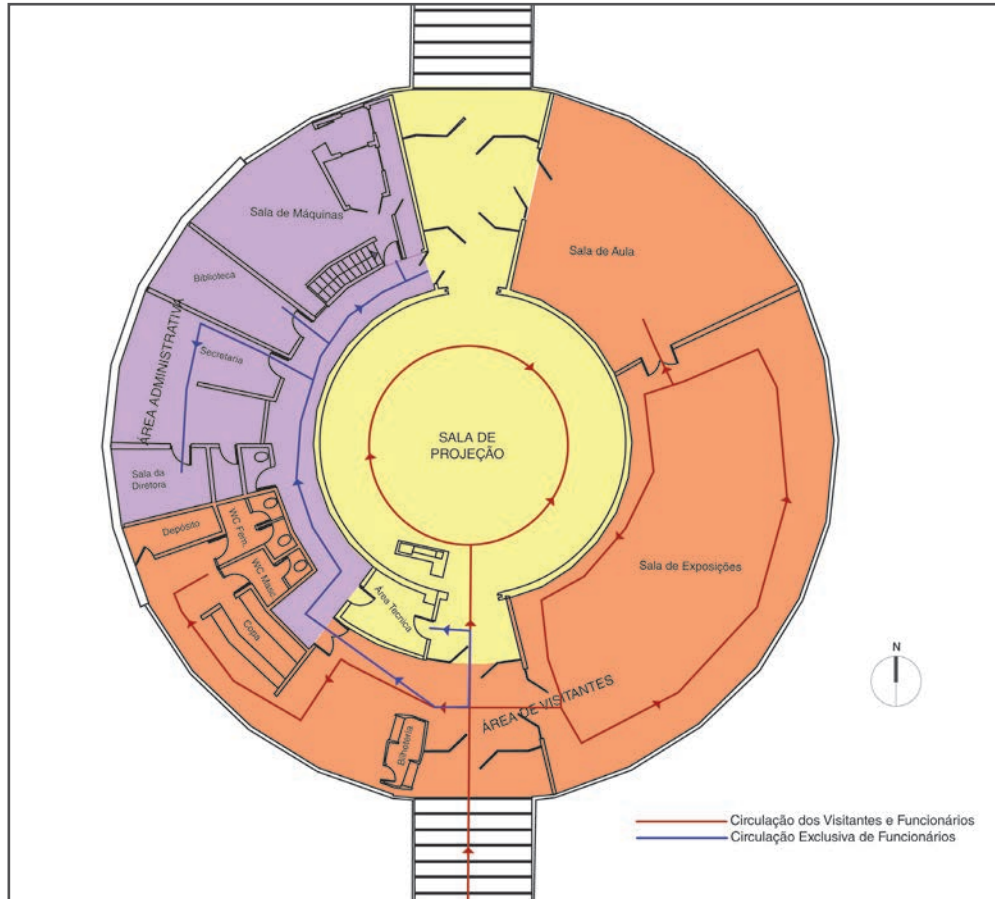 Sala de Máquinas
Sala de Aula
Biblioteca
ÁREA ADMINISTRATIVA
Secretaria
SALA DE
PROJEÇÃO
Sala da
Diretora
Depósito
WC Fem.
WC Masc.
Copa
Área Tecnica
Sala de Exposições
ÁREA DE VISITANTES
Bilheteria
N
Circulação dos Visitantes e Funcionários
Circulação Exclusiva de Funcionários